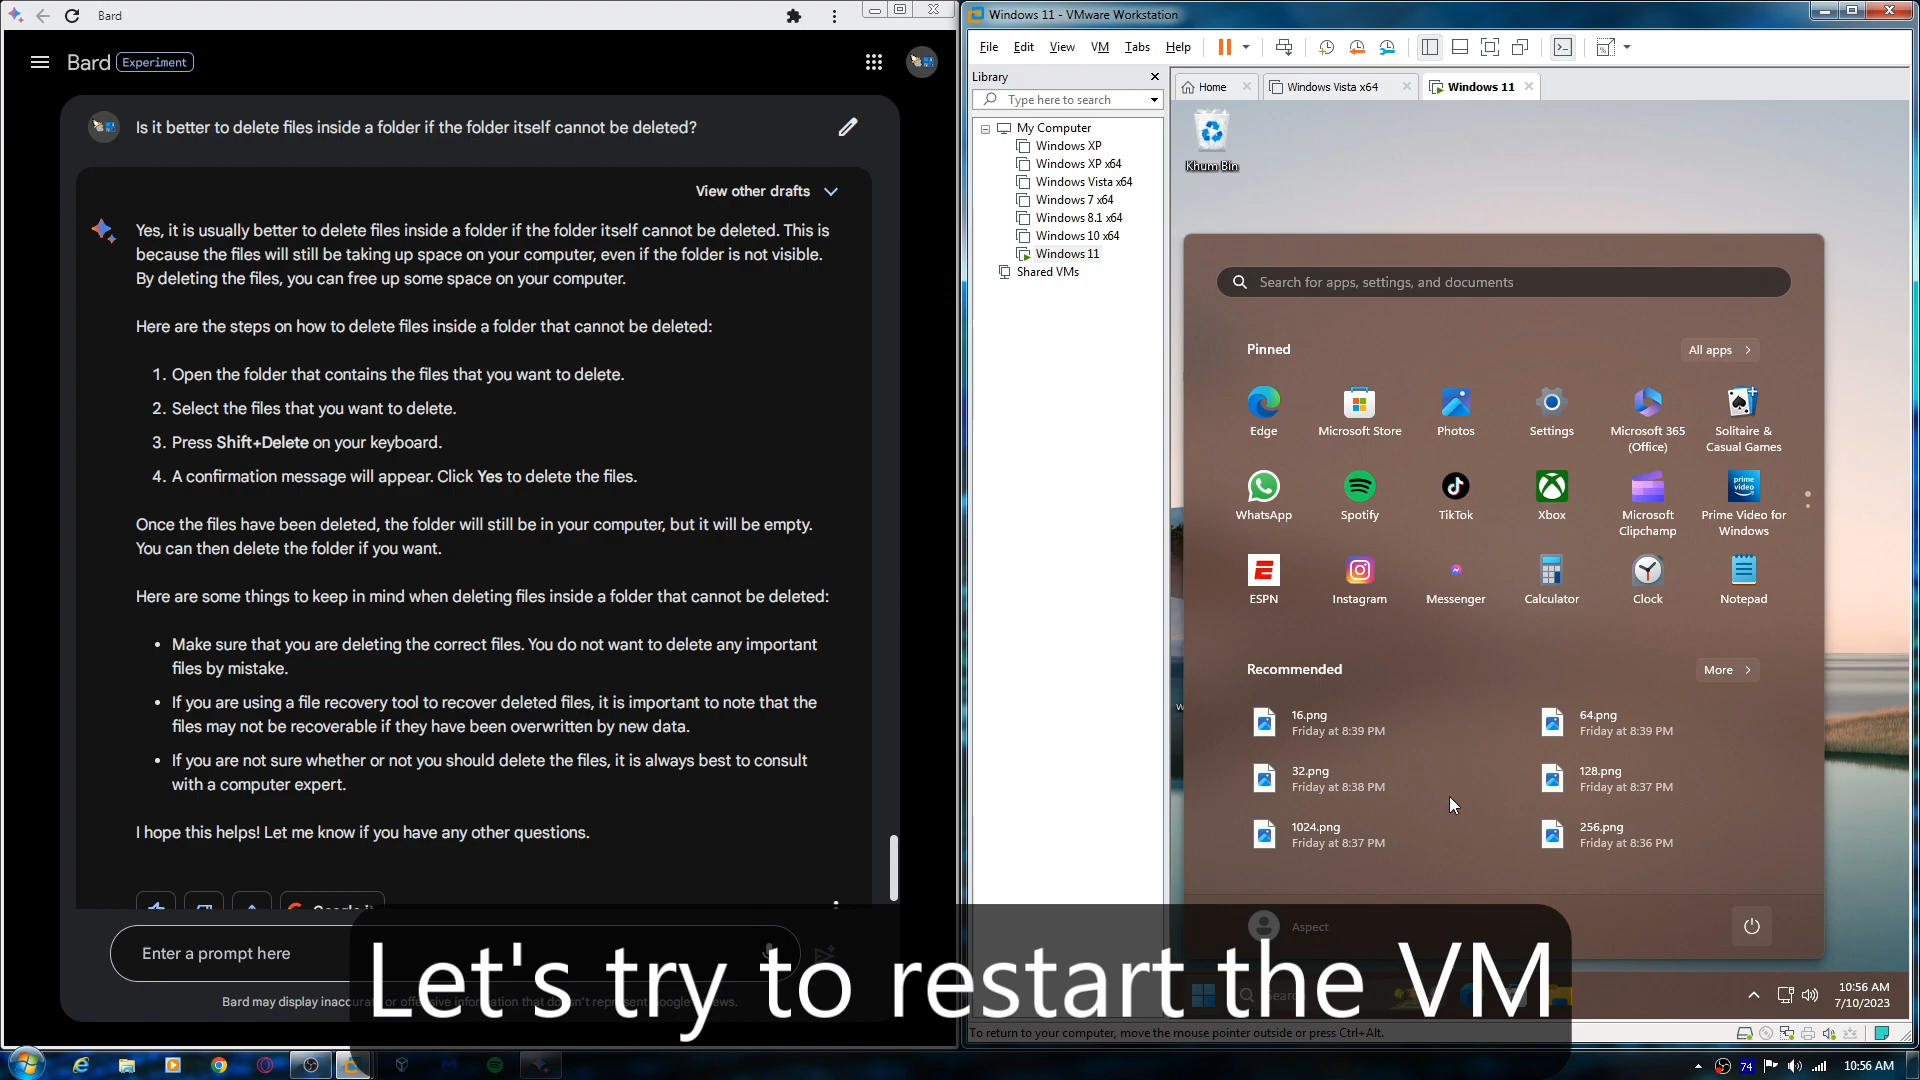 Bard
Bard Experiment
Is it better to delete files inside a folder if the folder itself cannot be deleted?
View other drafts
Yes, it is usually better to delete files inside a folder if the folder itself cannot be deleted. This is
because the files will still be taking up space on your computer, even if the folder is not visible.
By deleting the files, you can free up some space on your computer.
Here are the steps on how to delete files inside a folder that cannot be deleted:
1. Open the folder that contains the files that you want to delete.
2. Select the files that you want to delete.
3. Press Shift+Delete on your keyboard.
4. A confirmation message will appear. Click Yes to delete the files.
Once the files have been deleted, the folder will still be in your computer, but it will be empty.
You can then delete the folder if you want.
Here are some things to keep in mind when deleting files inside a folder that cannot be deleted:
• Make sure that you are deleting the correct files. You do not want to delete any important
files by mistake.
• If you are using a file recovery tool to recover deleted files, it is important to note that the
files may not be recoverable if they have been overwritten by new data.
• If you are not sure whether or not you should delete the files, it is always best to consult
with a computer expert.
I hope this helps! Let me know if you have any other questions.
Enter a prompt here
Bard may display inaccurate or offensive information that doesn't represent Google's views.
Windows 11 - VMware Workstation
File Edit View VM Tabs Help
Library
Type here to search
My Computer
Windows XP
Windows XP x64
Windows Vista x64
Windows 7 x64
Windows 8.1 x64
Windows 10 x64
Windows 11
Shared VMs
Home
Windows Vista x64
Windows 11
Khum Bin
Search for apps, settings, and documents
Pinned
All apps
Edge
Microsoft Store
Photos
Settings
Microsoft 365
(Office)
Solitaire &
Casual Games
WhatsApp
Spotify
TikTok
Xbox
Microsoft
Clipchamp
prime
video
Prime Video for
Windows
ESPN
Instagram
Messenger
Calculator
Clock
Notepad
Recommended
More
16.png
Friday at 8:39 PM
64.png
Friday at 8:39 PM
32.png
Friday at 8:38 PM
128.png
Friday at 8:37 PM
1024.png
Friday at 8:37 PM
256.png
Friday at 8:36 PM
Aspect
Search
10:56 AM
7/10/2023
To return to your computer, move the mouse pointer outside or press Ctrl+Alt.
Let's try to restart the VM
74
10:56 AM